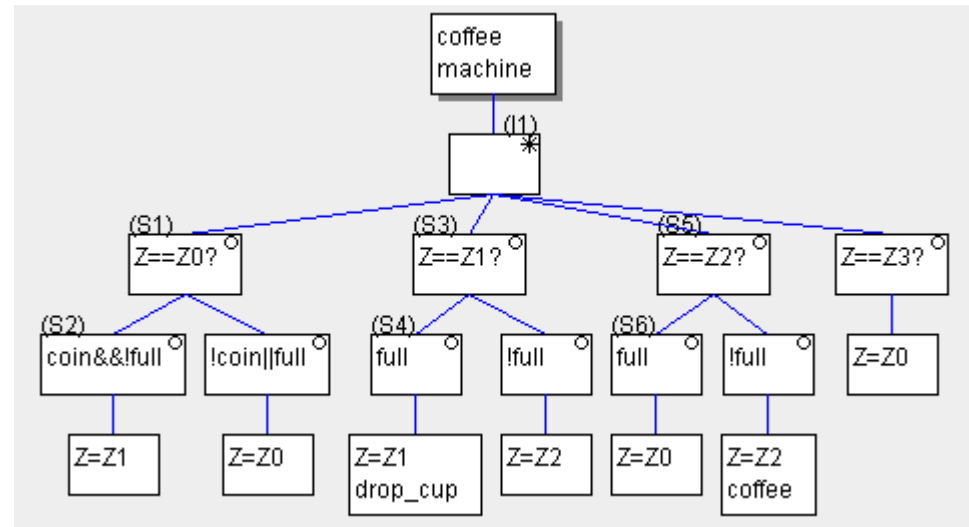 coffee
machine
(I1)
*
(S1)
Z==Z0?
(S3)
Z==Z1?
(S5)
Z==Z2?
Z==Z3?
(S2)
coin&&!full
!coin||full
(S4)
full
!full
(S6)
full
!full
Z=Z0
Z=Z1
Z=Z0
Z=Z1
drop_cup
Z=Z2
Z=Z0
Z=Z2
coffee